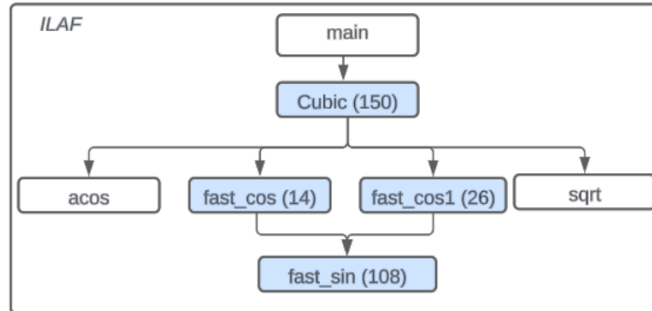 ILAF
main
Cubic (150)
acos
fast_cos (14)
fast_cos1 (26)
sqrt
fast_sin (108)